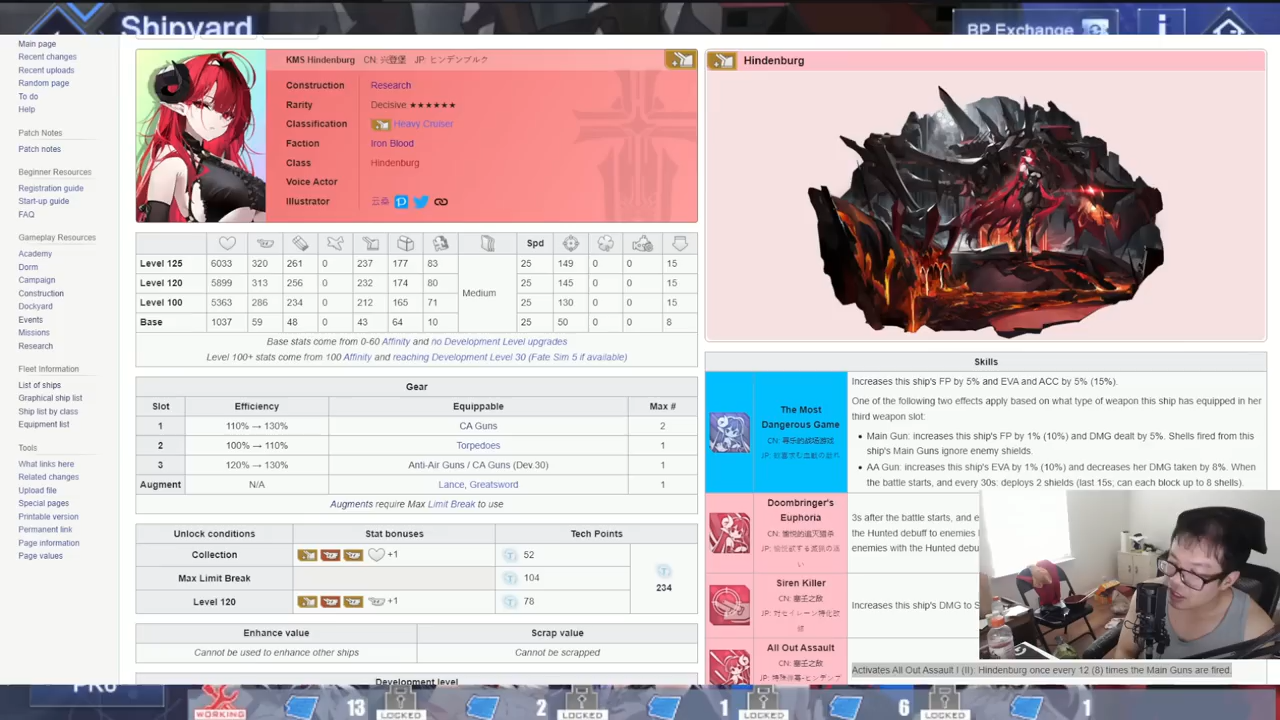 Shipyard
BP Exchange
Main page
Recent changes
Recent uploads
Random page
To do
Help
Patch Notes
Patch notes
Beginner Resources
Registration guide
Start-up guide
FAQ
Gameplay Resources
Academy
Dorm
Campaign
Construction
Dockyard
Events
Missions
Research
Fleet Information
List of ships
Graphical ship list
Ship list by class
Equipment list
Tools
What links here
Related changes
Upload file
Special pages
Printable version
Permanent link
Page information
Page values
KMS Hindenburg CN: 兴登堡 JP: ヒンデンブルク
Construction Research
Rarity Decisive ★★★★★★
Classification Heavy Cruiser
Faction Iron Blood
Class Hindenburg
Voice Actor
Illustrator
Spd
Level 125 6033 320 261 0 237 177 83 25 149 0 0 15
Level 120 5899 313 256 0 232 174 80 Medium 25 145 0 0 15
Level 100 5363 286 234 0 212 165 71 25 130 0 0 15
Base 1037 59 48 0 43 64 10 25 50 0 0 8
Base stats come from 0-60 Affinity and no Development Level upgrades
Level 100+ stats come from 100 Affinity and reaching Development Level 30 (Fate Sim 5 if available)
Gear
Slot Efficiency Equippable Max #
1 110% → 130% CA Guns 2
2 100% → 110% Torpedoes 1
3 120% → 130% Anti-Air Guns / CA Guns (Dev.30) 1
Augment N/A Lance, Greatsword 1
Augments require Max Limit Break to use
Unlock conditions Stat bonuses Tech Points
Collection +1 52
Max Limit Break 104 234
Level 120 +1 78
Enhance value Scrap value
Cannot be used to enhance other ships Cannot be scrapped
Development level
Hindenburg
Skills
The Most
Dangerous Game
Increases this ship's FP by 5% and EVA and ACC by 5% (15%).
One of the following two effects apply based on what type of weapon this ship has equipped in her
third weapon slot:
• Main Gun: increases this ship's FP by 1% (10%) and DMG dealt by 5%. Shells fired from this
ship's Main Guns ignore enemy shields.
• AA Gun: increases this ship's EVA by 1% (10%) and decreases her DMG taken by 8%. When
the battle starts, and every 30s: deploys 2 shields (last 15s; can each block up to 8 shells).
Doombringer's
Euphoria
3s after the battle starts, and e
the Hunted debuff to enemies
enemies with the Hunted debu
Siren Killer
Increases this ship's DMG to S
All Out Assault
Activates All Out Assault I (II): Hindenburg once every 12 (8) times the Main Guns are fired.
WORKING 13 LOCKED 2 LOCKED 1 LOCKED 6 LOCKED 1